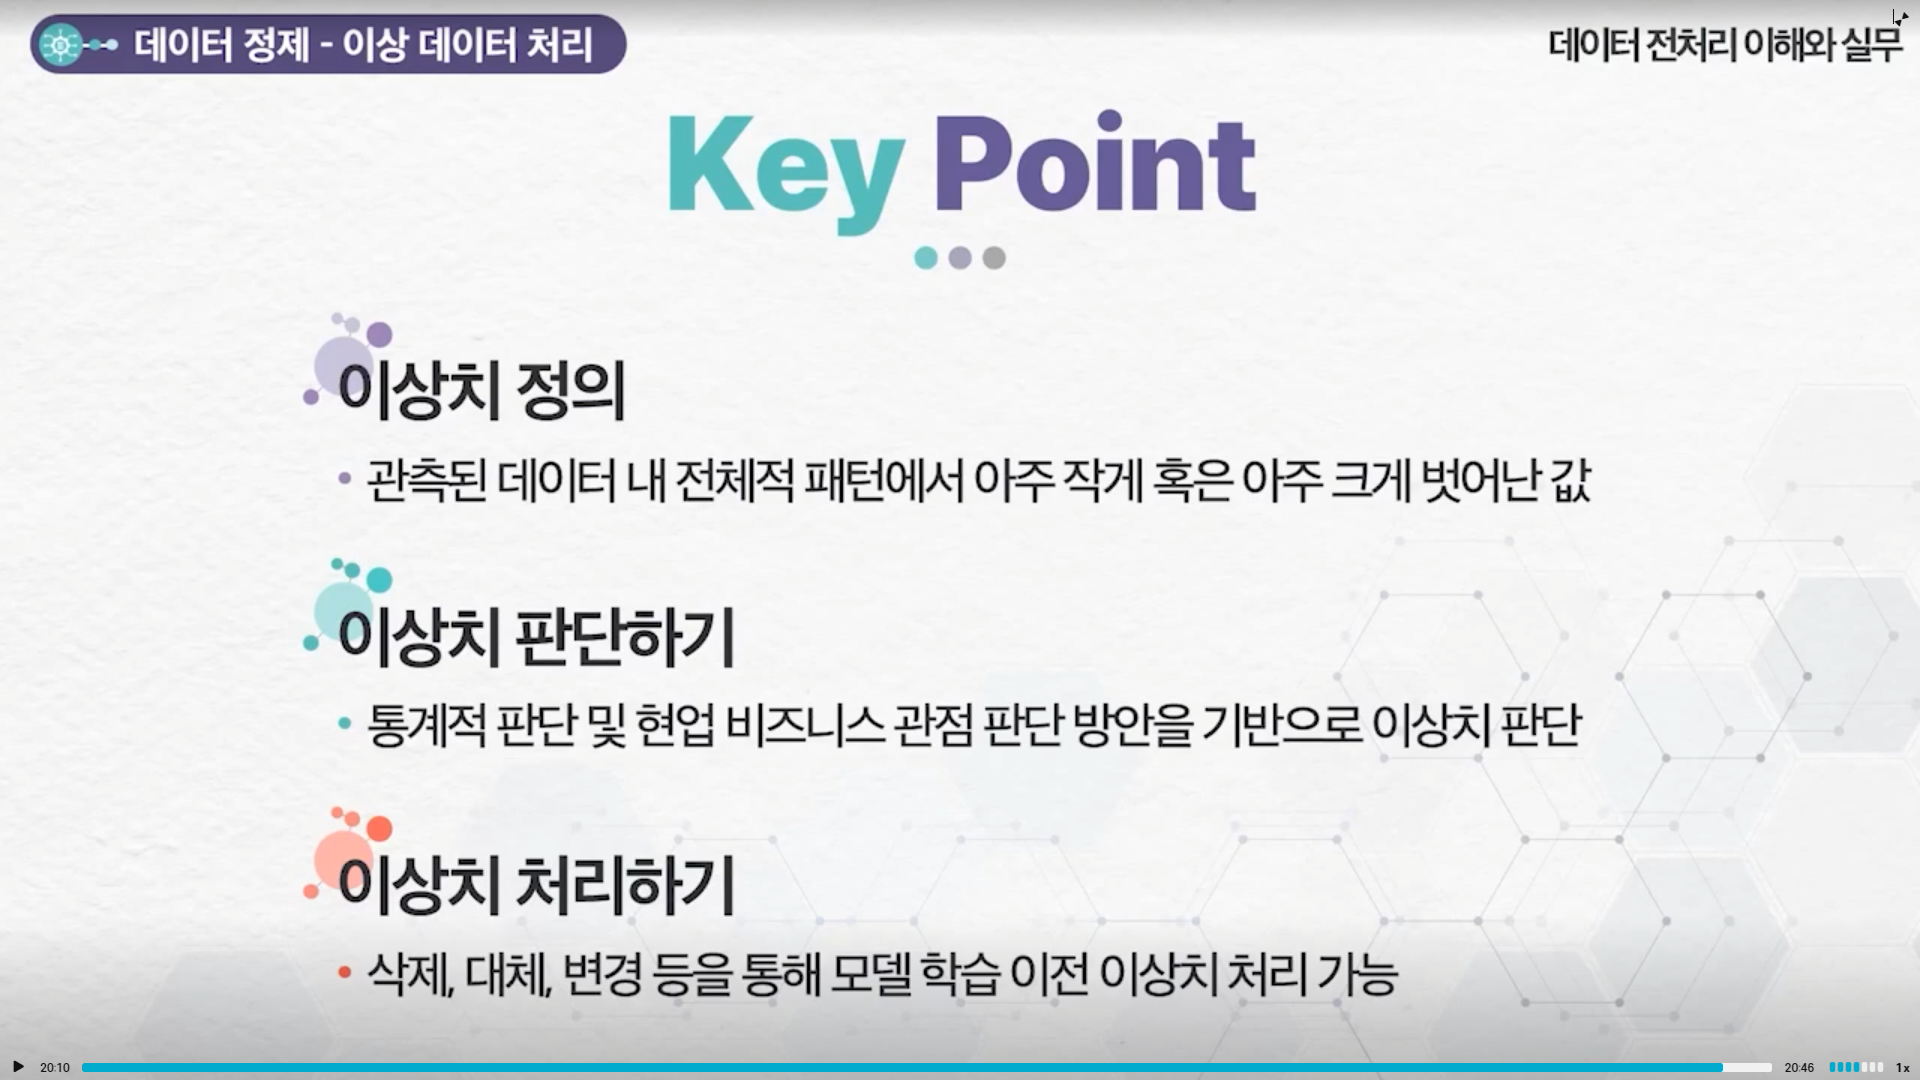 데이터 정제 - 이상 데이터 처리
데이터 전처리 이해와 실무
Key Point
이상치 정의
• 관측된 데이터 내 전체적 패턴에서 아주 작게 혹은 아주 크게 벗어난 값
이상치 판단하기
• 통계적 판단 및 현업 비즈니스 관점 판단 방안을 기반으로 이상치 판단
이상치 처리하기
• 삭제, 대체, 변경 등을 통해 모델 학습 이전 이상치 처리 가능
20:10
20:46
1x